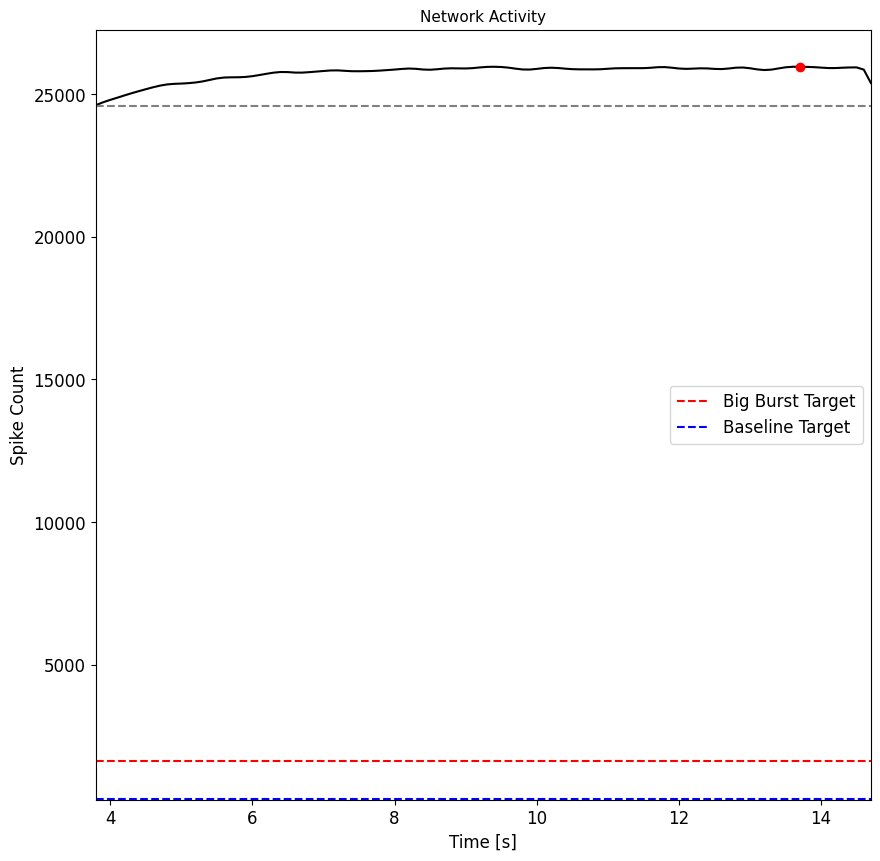 Network Activity
25000
20000
15000
10000
5000
Spike Count
Big Burst Target
Baseline Target
4 6 8 10 12 14
Time [s]